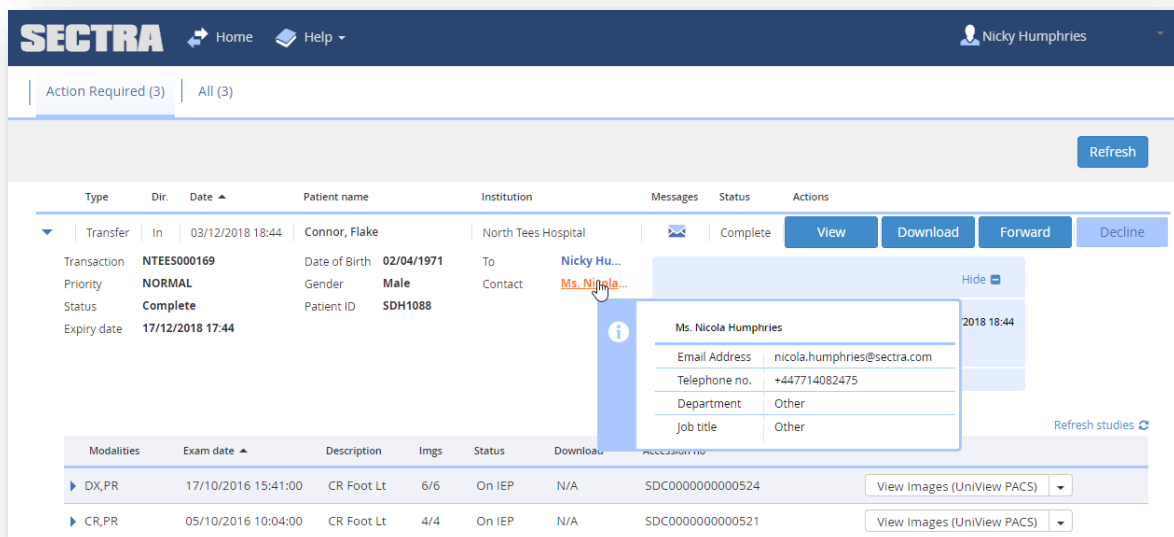 SECTRA Home Help Nicky Humphries
Action Required (3) All (3)
Refresh
Type Dir. Date Patient name Institution Messages Status Actions
Transfer In 03/12/2018 18:44 Connor, Flake North Tees Hospital Complete View Download Forward Decline
Transaction NTEES000169 Date of Birth 02/04/1971 To Nicky Hu...
Priority NORMAL Gender Male Contact Ms. Nicola... Hide
Status Complete Patient ID SDH1088
Expiry date 17/12/2018 17:44
/2018 18:44
Ms. Nicola Humphries
Email Address nicola.humphries@sectra.com
Telephone no. +447714082475
Department Other
Job title Other
Refresh studies
Modalities Exam date Description Imgs Status Download Accession no
DX,PR 17/10/2016 15:41:00 CR Foot Lt 6/6 On IEP N/A SDC0000000000524 View Images (UniView PACS)
CR,PR 05/10/2016 10:04:00 CR Foot Lt 4/4 On IEP N/A SDC0000000000521 View Images (UniView PACS)